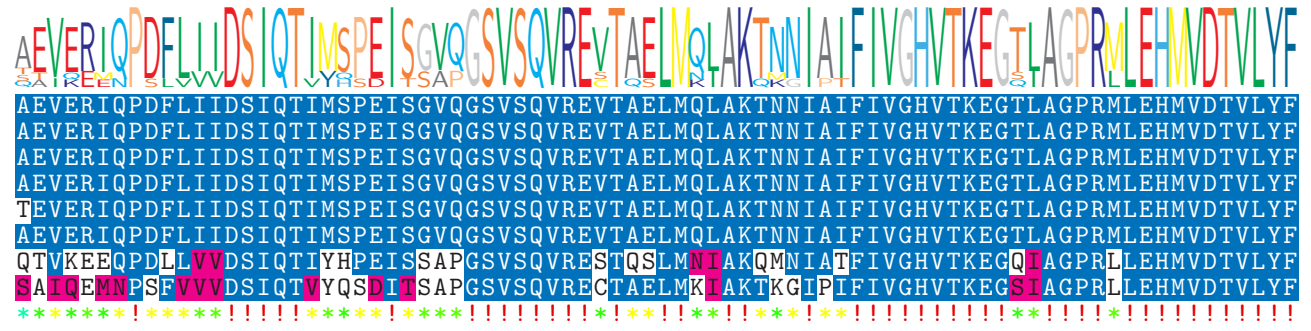 AEVERIQPDFLIIDSIQTIMSPEISGVQGSVSQVREVTAELMQLAKTNNIAIFIVGHVTKEGTLAGPRMLEHMVDTVLYF
AEVERIQPDFLIIDSIQTIMSPEISGVQGSVSQVREVTAELMQLAKTNNIAIFIVGHVTKEGTLAGPRMLEHMVDTVLYF
AEVERIQPDFLIIDSIQTIMSPEISGVQGSVSQVREVTAELMQLAKTNNIAIFIVGHVTKEGTLAGPRMLEHMVDTVLYF
AEVERIQPDFLIIDSIQTIMSPEISGVQGSVSQVREVTAELMQLAKTNNIAIFIVGHVTKEGTLAGPRMLEHMVDTVLYF
AEVERIQPDFLIIDSIQTIMSPEISGVQGSVSQVREVTAELMQLAKTNNIAIFIVGHVTKEGTLAGPRMLEHMVDTVLYF
TEVERIQPDFLIIDSIQTIMSPEISGVQGSVSQVREVTAELMQLAKTNNIAIFIVGHVTKEGTLAGPRMLEHMVDTVLYF
AEVERIQPDFLIIDSIQTIMSPEISGVQGSVSQVREVTAELMQLAKTNNIAIFIVGHVTKEGTLAGPRMLEHMVDTVLYF
QTVKEEQPDLLVVDSIQTIYHPEISSAPGSVSQVRESTQSLMNIAKQMNIATFIVGHVTKEGQIAGPRLLEHMVDTVLYF
SAIQEMNPSFVVVDSIQTVYQSDITSAPGSVSQVRECTAELMKIAKTKGIPIFIVGHVTKEGSIAGPRLLEHMVDTVLYF
*******!*****!!!!!*****!****!!!!!!!!*!**!!**!!***!**!!!!!!!!!!**!!!!*!!!!!!!!!!!